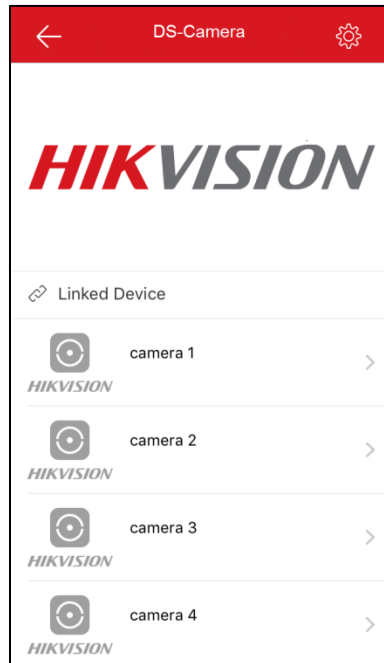 DS-Camera
HIKVISION
Linked Device
camera 1
HIKVISION
camera 2
HIKVISION
camera 3
HIKVISION
camera 4
HIKVISION